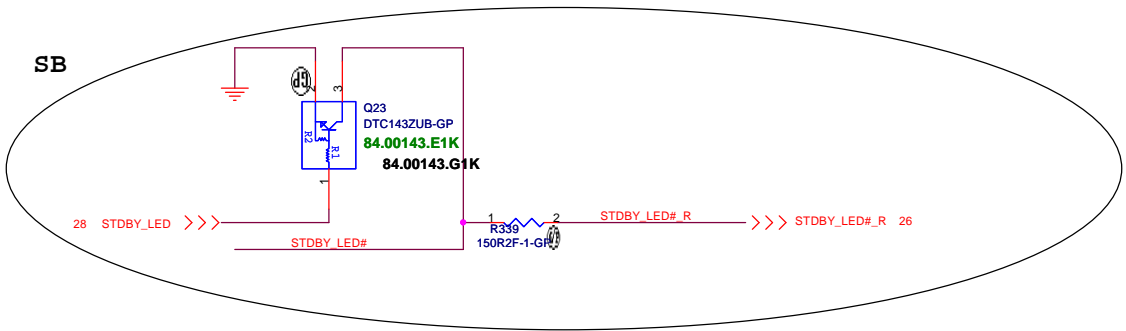 SB
GP
2
3
Q23
DTC143ZUB-GP
84.00143.E1K
84.00143.G1K
R2
R1
1
28 STDBY_LED
STDBY_LED#
1
2
R339
150R2F-1-GP
STDBY_LED#_R
STDBY_LED#_R 26